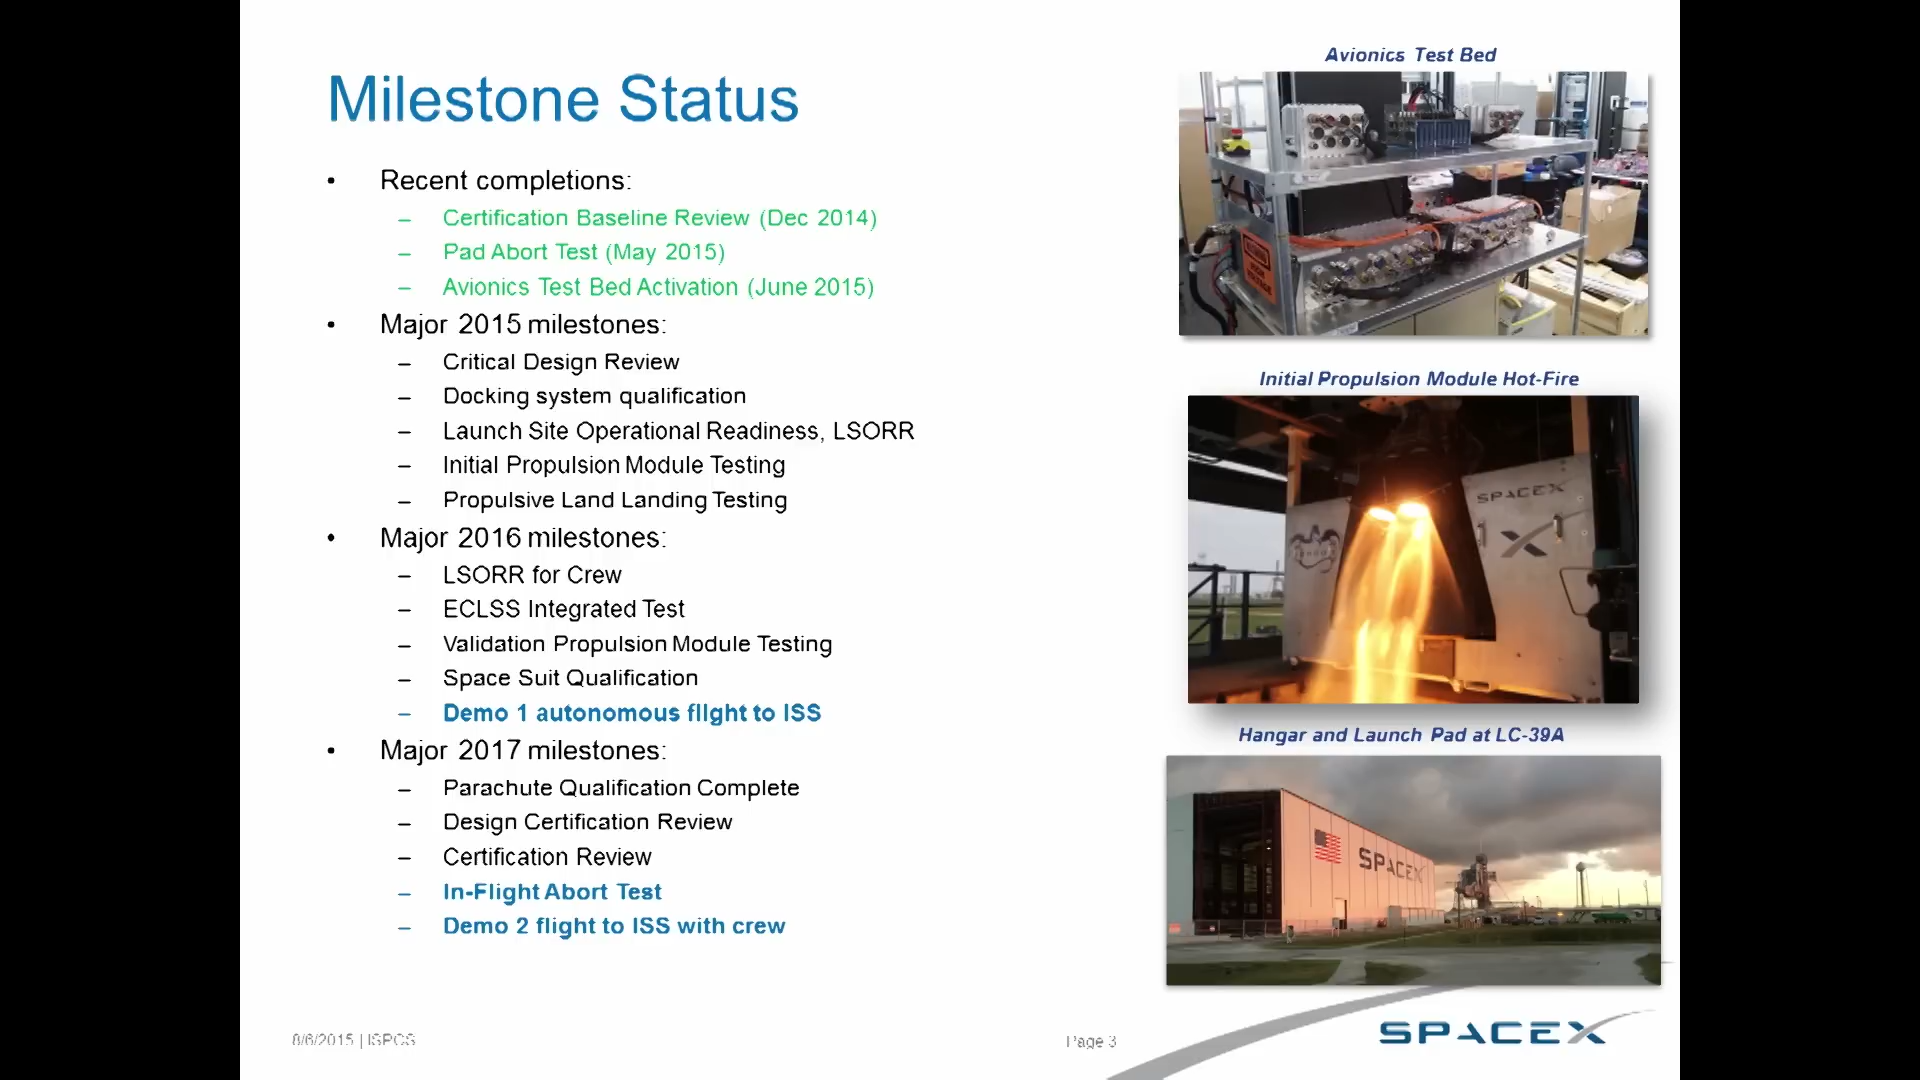 Milestone Status
• Recent completions:
– Certification Baseline Review (Dec 2014)
– Pad Abort Test (May 2015)
– Avionics Test Bed Activation (June 2015)
• Major 2015 milestones:
– Critical Design Review
– Docking system qualification
– Launch Site Operational Readiness, LSORR
– Initial Propulsion Module Testing
– Propulsive Land Landing Testing
• Major 2016 milestones:
– LSORR for Crew
– ECLSS Integrated Test
– Validation Propulsion Module Testing
– Space Suit Qualification
– Demo 1 autonomous flight to ISS
• Major 2017 milestones:
– Parachute Qualification Complete
– Design Certification Review
– Certification Review
– In-Flight Abort Test
– Demo 2 flight to ISS with crew
Avionics Test Bed
Initial Propulsion Module Hot-Fire
SPACEX
Hangar and Launch Pad at LC-39A
SPACEX
8/6/2015 | ISPCS
Page 3
SPACEX